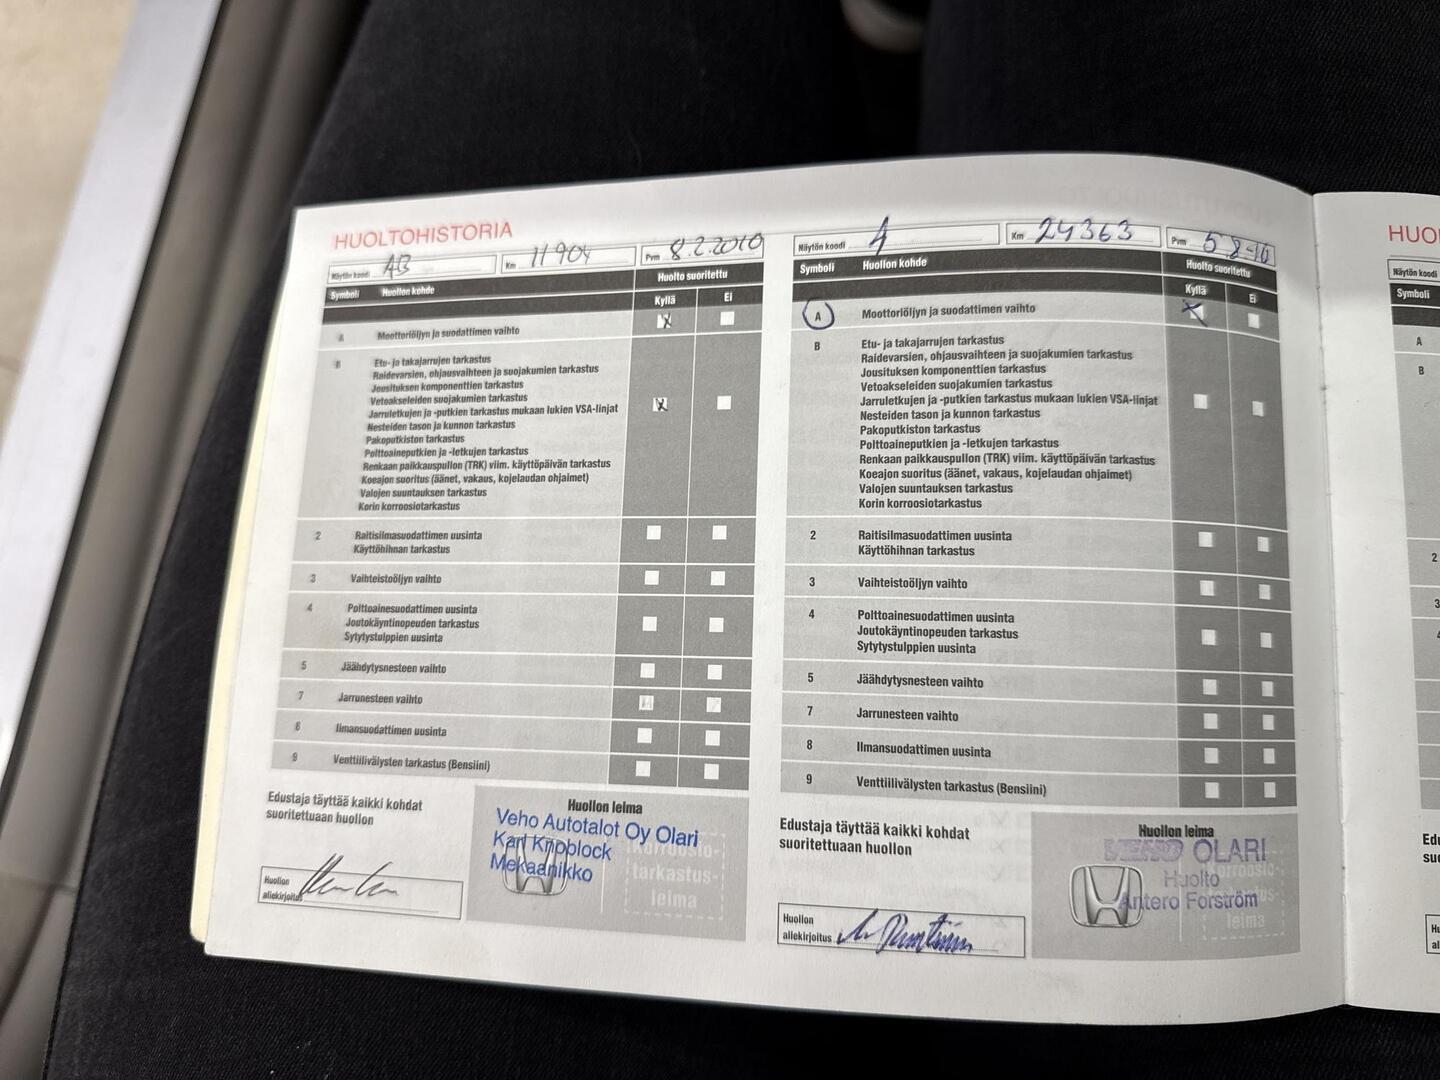 HUOLTOHISTORIA
Näytön koodi AB Km 11904 Pvm 8.2.2010
Symboli Huollon kohde Huolto suoritettu
Kyllä Ei
A Moottoriöljyn ja suodattimen vaihto
B Etu- ja takajarrujen tarkastus
Raidevarsien, ohjausvaihteen ja suojakumien tarkastus
Jousituksen komponenttien tarkastus
Vetoakseleiden suojakumien tarkastus
Jarruletkujen ja -putkien tarkastus mukaan lukien VSA-linjat
Nesteiden tason ja kunnon tarkastus
Pakoputkiston tarkastus
Polttoaineputkien ja -letkujen tarkastus
Renkaan paikkauspullon (TRK) viim. käyttöpäivän tarkastus
Koeajon suoritus (äänet, vakaus, kojelaudan ohjaimet)
Valojen suuntauksen tarkastus
Korin korroosiotarkastus
2 Raitisilmasuodattimen uusinta
Käyttöhihnan tarkastus
3 Vaihteistoöljyn vaihto
4 Polttoainesuodattimen uusinta
Joutokäyntinopeuden tarkastus
Sytytystulppien uusinta
5 Jäähdytysnesteen vaihto
7 Jarrunesteen vaihto
8 Ilmansuodattimen uusinta
9 Venttiilivälysten tarkastus (Bensiini)
Edustaja täyttää kaikki kohdat
suoritettuaan huollon
Huollon
allekirjoitus
Huollon leima
Veho Autotalot Oy Olari
Karl Knoblock
Mekaanikko
Korroosio-
tarkastus-
leima
Näytön koodi A Km 24363 Pvm 5 8-10
Symboli Huollon kohde Huolto suoritettu
Kyllä Ei
A Moottoriöljyn ja suodattimen vaihto
B Etu- ja takajarrujen tarkastus
Raidevarsien, ohjausvaihteen ja suojakumien tarkastus
Jousituksen komponenttien tarkastus
Vetoakseleiden suojakumien tarkastus
Jarruletkujen ja -putkien tarkastus mukaan lukien VSA-linjat
Nesteiden tason ja kunnon tarkastus
Pakoputkiston tarkastus
Polttoaineputkien ja -letkujen tarkastus
Renkaan paikkauspullon (TRK) viim. käyttöpäivän tarkastus
Koeajon suoritus (äänet, vakaus, kojelaudan ohjaimet)
Valojen suuntauksen tarkastus
Korin korroosiotarkastus
2 Raitisilmasuodattimen uusinta
Käyttöhihnan tarkastus
3 Vaihteistoöljyn vaihto
4 Polttoainesuodattimen uusinta
Joutokäyntinopeuden tarkastus
Sytytystulppien uusinta
5 Jäähdytysnesteen vaihto
7 Jarrunesteen vaihto
8 Ilmansuodattimen uusinta
9 Venttiilivälysten tarkastus (Bensiini)
Edustaja täyttää kaikki kohdat
suoritettuaan huollon
Huollon
allekirjoitus
Huollon leima
VEHO OLARI
Huolto
Antero Forström
leima
HUO
Näytön koodi
Symboli
A
B
2
3
4
Edu
suo
Hu
al